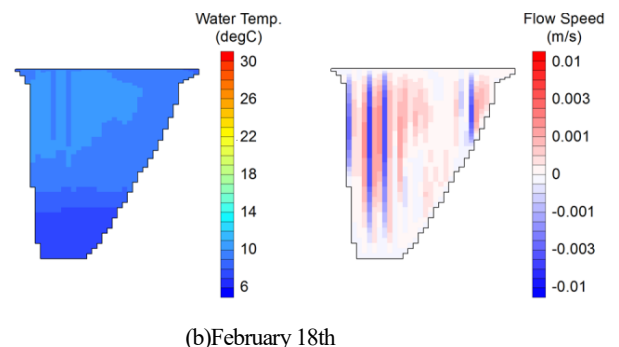 Water Temp.
(degC)
30
26
22
18
14
10
6
Flow Speed
(m/s)
0.01
0.003
0.001
0
-0.001
-0.003
-0.01
(b)February 18th